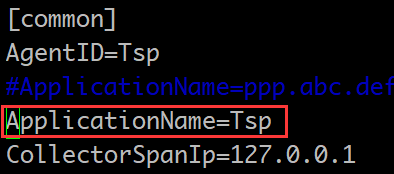 [common]
AgentID=Tsp
#ApplicationName=ppp.abc.def
ApplicationName=Tsp
CollectorSpanIp=127.0.0.1